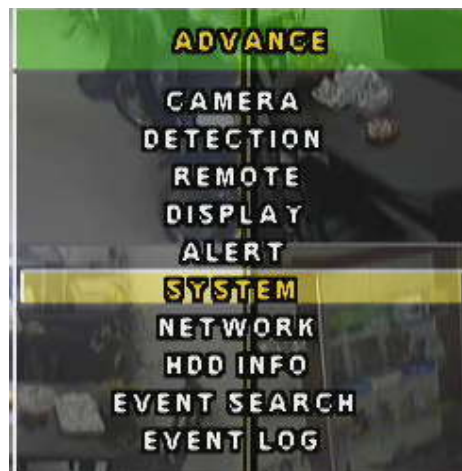 ADVANCE
CAMERA
DETECTION
REMOTE
DISPLAY
ALERT
SYSTEM
NETWORK
HDD INFO
EVENT SEARCH
EVENT LOG